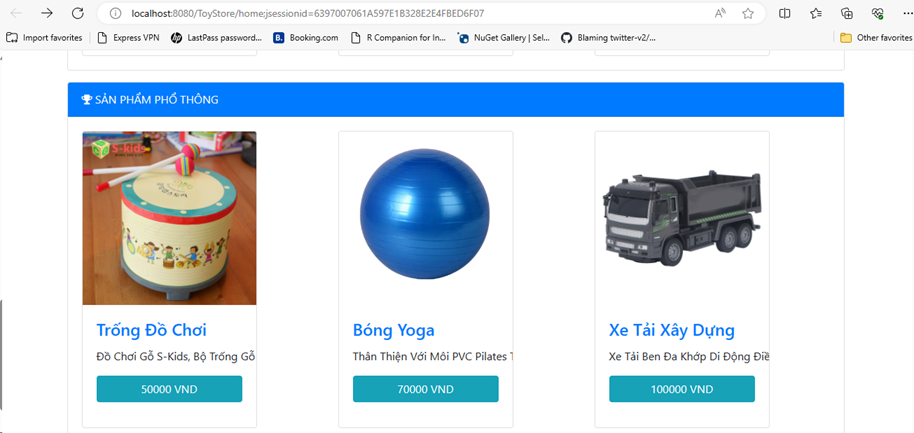 localhost:8080/ToyStore/home;jsessionid=6397007061A597E1B328E2E4FBED6F07
Import favorites
Express VPN
LastPass password...
Booking.com
R Companion for In...
NuGet Gallery | Sel...
Blaming twitter-v2/...
Other favorites
SẢN PHẨM PHỔ THÔNG
S-kids
Trống Đồ Chơi
Bóng Yoga
Xe Tải Xây Dựng
Đồ Chơi Gỗ S-Kids, Bộ Trống Gỗ
Thân Thiện Với Môi PVC Pilates T
Xe Tải Ben Đa Khớp Di Động Điề
50000 VND
70000 VND
100000 VND